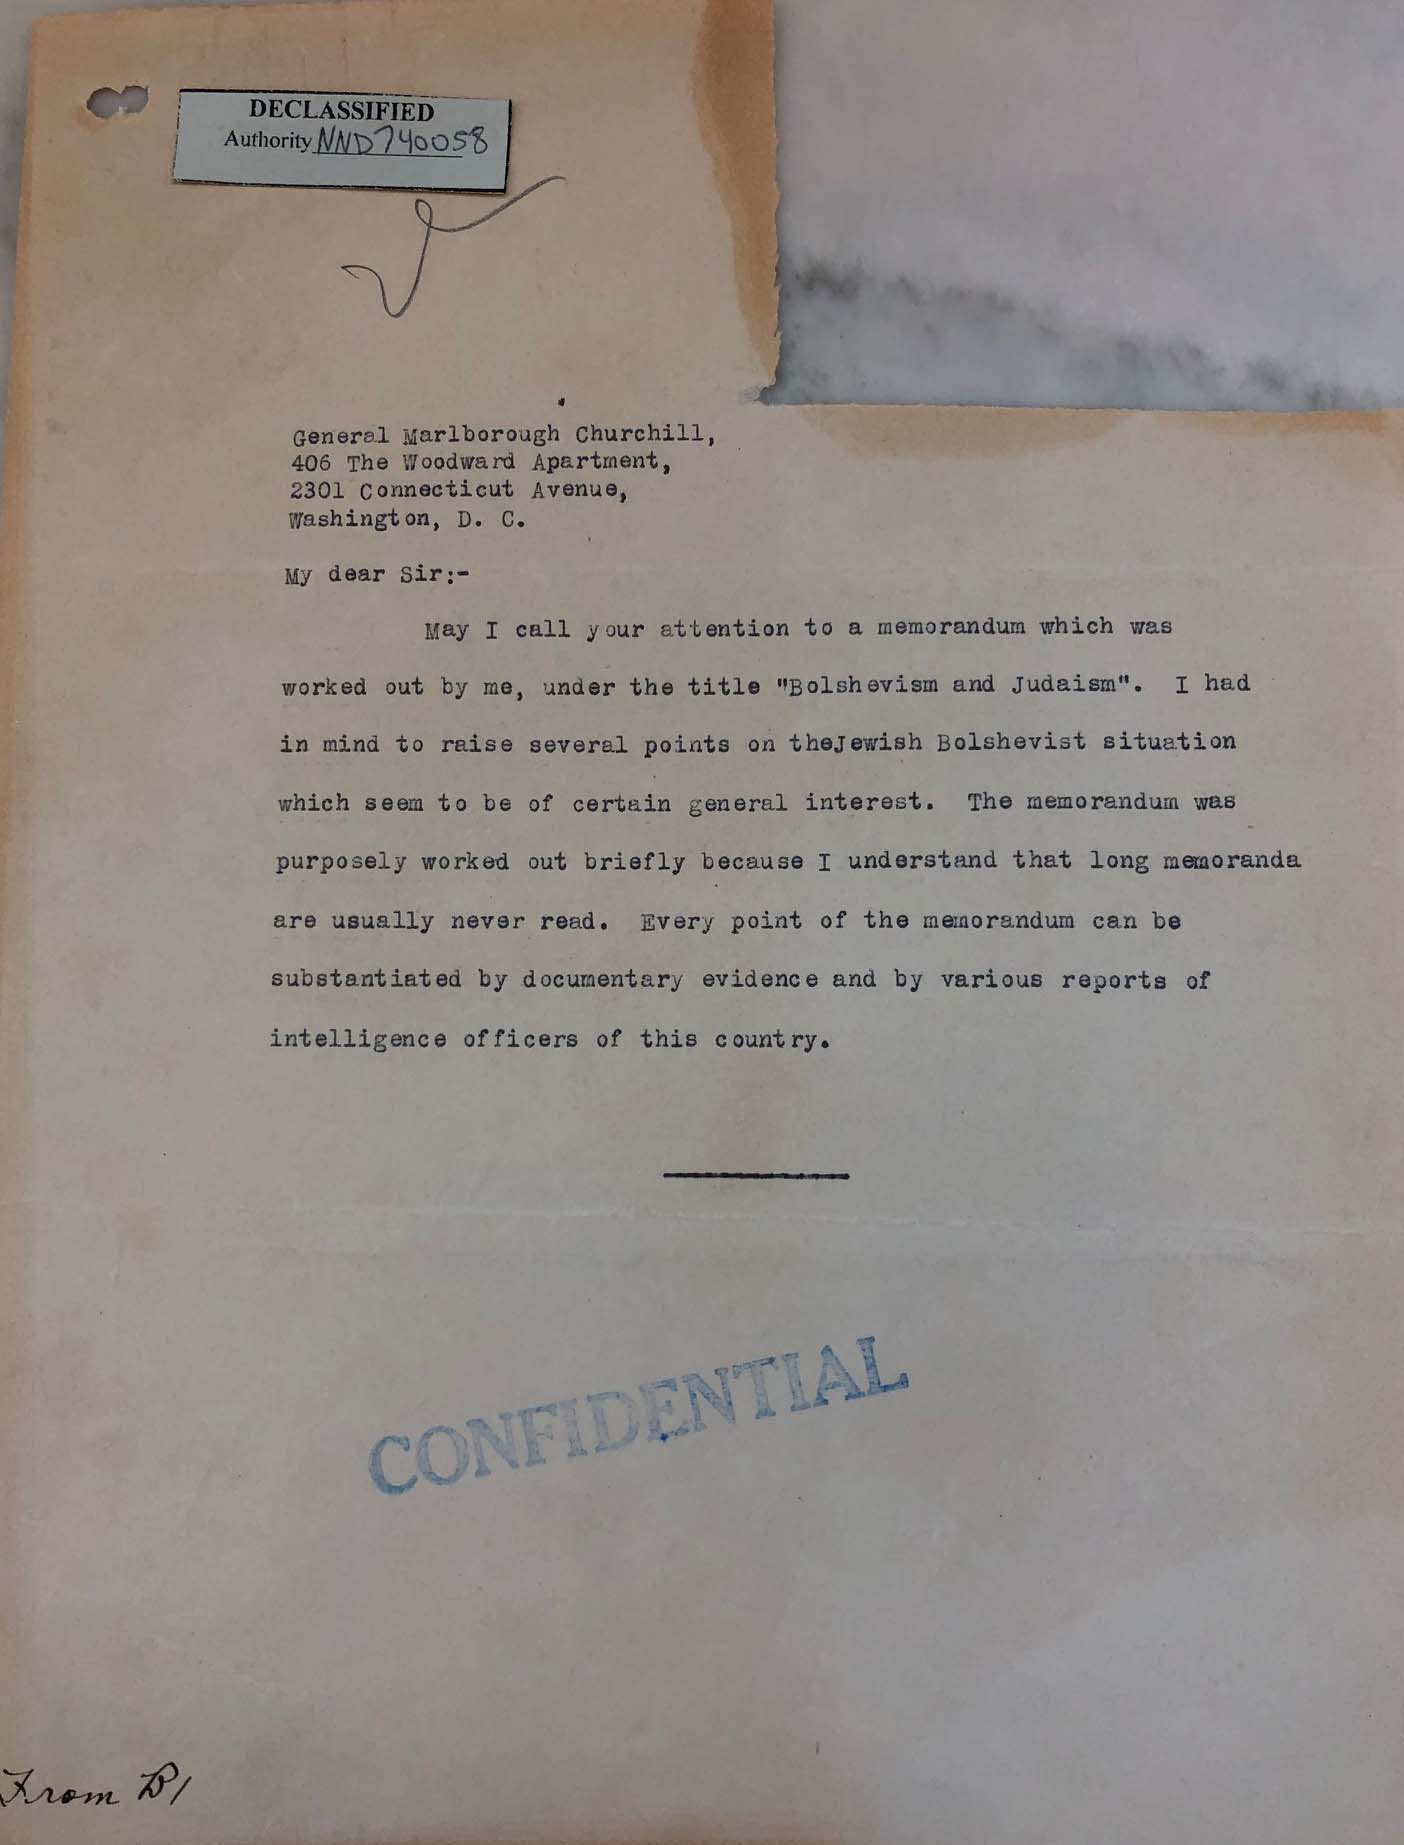 DECLASSIFIED
Authority NND740058
General Marlborough Churchill,
406 The Woodward Apartment,
2301 Connecticut Avenue,
Washington, D. C.
My dear Sir:-
May I call your attention to a memorandum which was
worked out by me, under the title "Bolshevism and Judaism". I had
in mind to raise several points on theJewish Bolshevist situation
which seem to be of certain general interest. The memorandum was
purposely worked out briefly because I understand that long memoranda
are usually never read. Every point of the memorandum can be
substantiated by documentary evidence and by various reports of
intelligence officers of this country.
CONFIDENTIAL
From B1